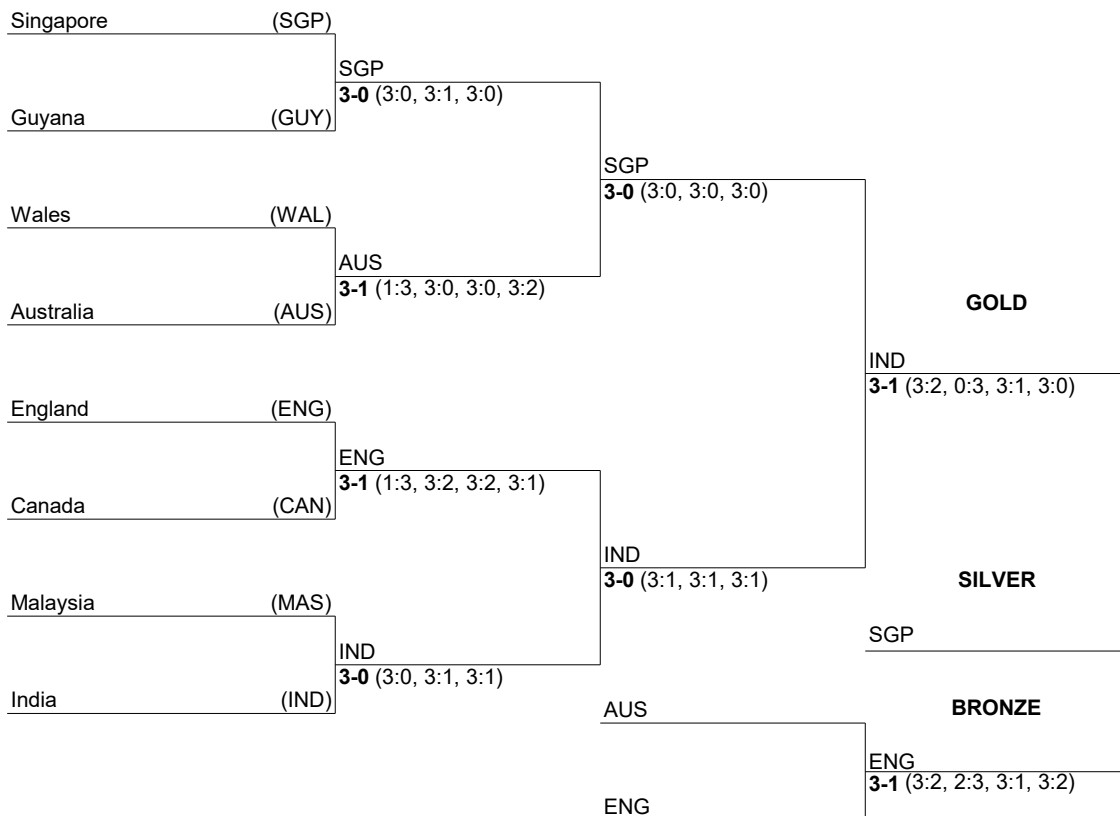 Singapore (SGP)
SGP
3-0 (3:0, 3:1, 3:0)
Guyana (GUY)
SGP
3-0 (3:0, 3:0, 3:0)
Wales (WAL)
AUS
3-1 (1:3, 3:0, 3:0, 3:2)
Australia (AUS)
GOLD
IND
3-1 (3:2, 0:3, 3:1, 3:0)
England (ENG)
ENG
3-1 (1:3, 3:2, 3:2, 3:1)
Canada (CAN)
IND
3-0 (3:1, 3:1, 3:1)
SILVER
Malaysia (MAS)
SGP
IND
3-0 (3:0, 3:1, 3:1)
India (IND)
AUS
BRONZE
ENG
3-1 (3:2, 2:3, 3:1, 3:2)
ENG